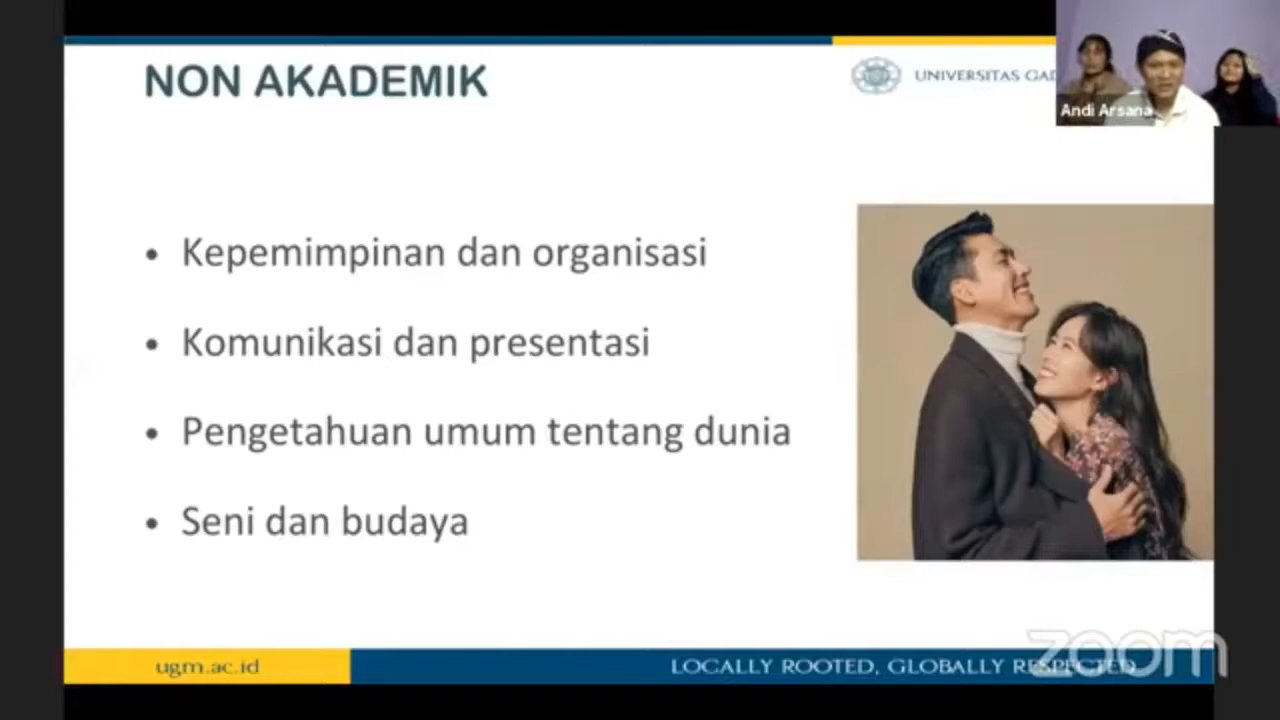 NON AKADEMIK
UNIVERSITAS GAD
Andi Arsana
• Kepemimpinan dan organisasi
• Komunikasi dan presentasi
• Pengetahuan umum tentang dunia
• Seni dan budaya
ugm.ac.id
LOCALLY ROOTED, GLOBALLY RESPECTED
zoom